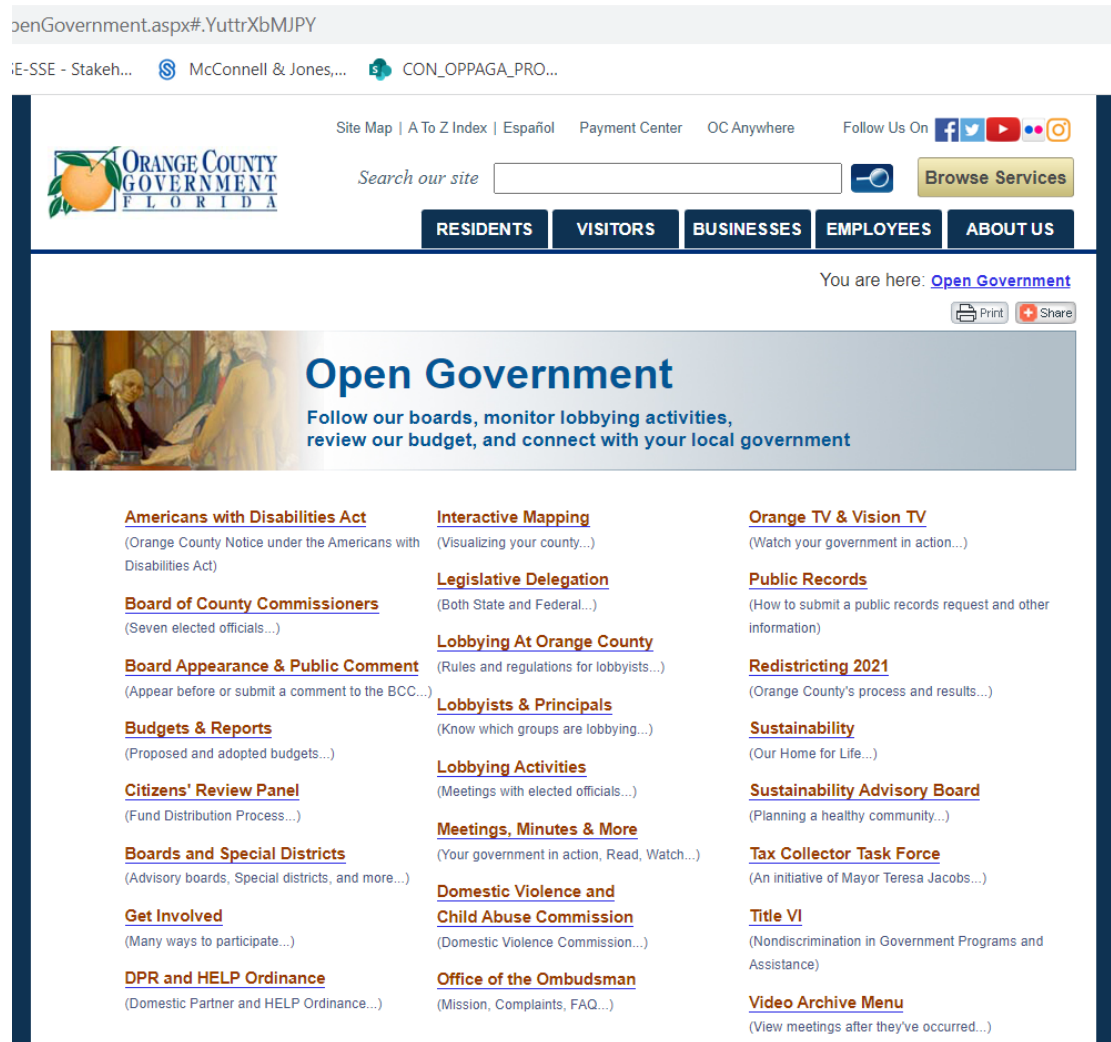 penGovernment.aspx#.YuttrXbMJPY
E-SSE - Stakeh... McConnell & Jones,... CON_OPPAGA_PRO...
Site Map | A To Z Index | Español Payment Center OC Anywhere Follow Us On
ORANGE COUNTY
GOVERNMENT
FLORIDA
Search our site
Browse Services
RESIDENTS VISITORS BUSINESSES EMPLOYEES ABOUT US
You are here: Open Government
Print Share
Open Government
Follow our boards, monitor lobbying activities,
review our budget, and connect with your local government
Americans with Disabilities Act
(Orange County Notice under the Americans with
Disabilities Act)
Board of County Commissioners
(Seven elected officials...)
Board Appearance & Public Comment
(Appear before or submit a comment to the BCC...)
Budgets & Reports
(Proposed and adopted budgets...)
Citizens' Review Panel
(Fund Distribution Process...)
Boards and Special Districts
(Advisory boards, Special districts, and more...)
Get Involved
(Many ways to participate...)
DPR and HELP Ordinance
(Domestic Partner and HELP Ordinance...)
Interactive Mapping
(Visualizing your county...)
Legislative Delegation
(Both State and Federal...)
Lobbying At Orange County
(Rules and regulations for lobbyists...)
Lobbyists & Principals
(Know which groups are lobbying...)
Lobbying Activities
(Meetings with elected officials...)
Meetings, Minutes & More
(Your government in action, Read, Watch...)
Domestic Violence and
Child Abuse Commission
(Domestic Violence Commission...)
Office of the Ombudsman
(Mission, Complaints, FAQ...)
Orange TV & Vision TV
(Watch your government in action...)
Public Records
(How to submit a public records request and other
information)
Redistricting 2021
(Orange County's process and results...)
Sustainability
(Our Home for Life...)
Sustainability Advisory Board
(Planning a healthy community...)
Tax Collector Task Force
(An initiative of Mayor Teresa Jacobs...)
Title VI
(Nondiscrimination in Government Programs and
Assistance)
Video Archive Menu
(View meetings after they've occurred...)